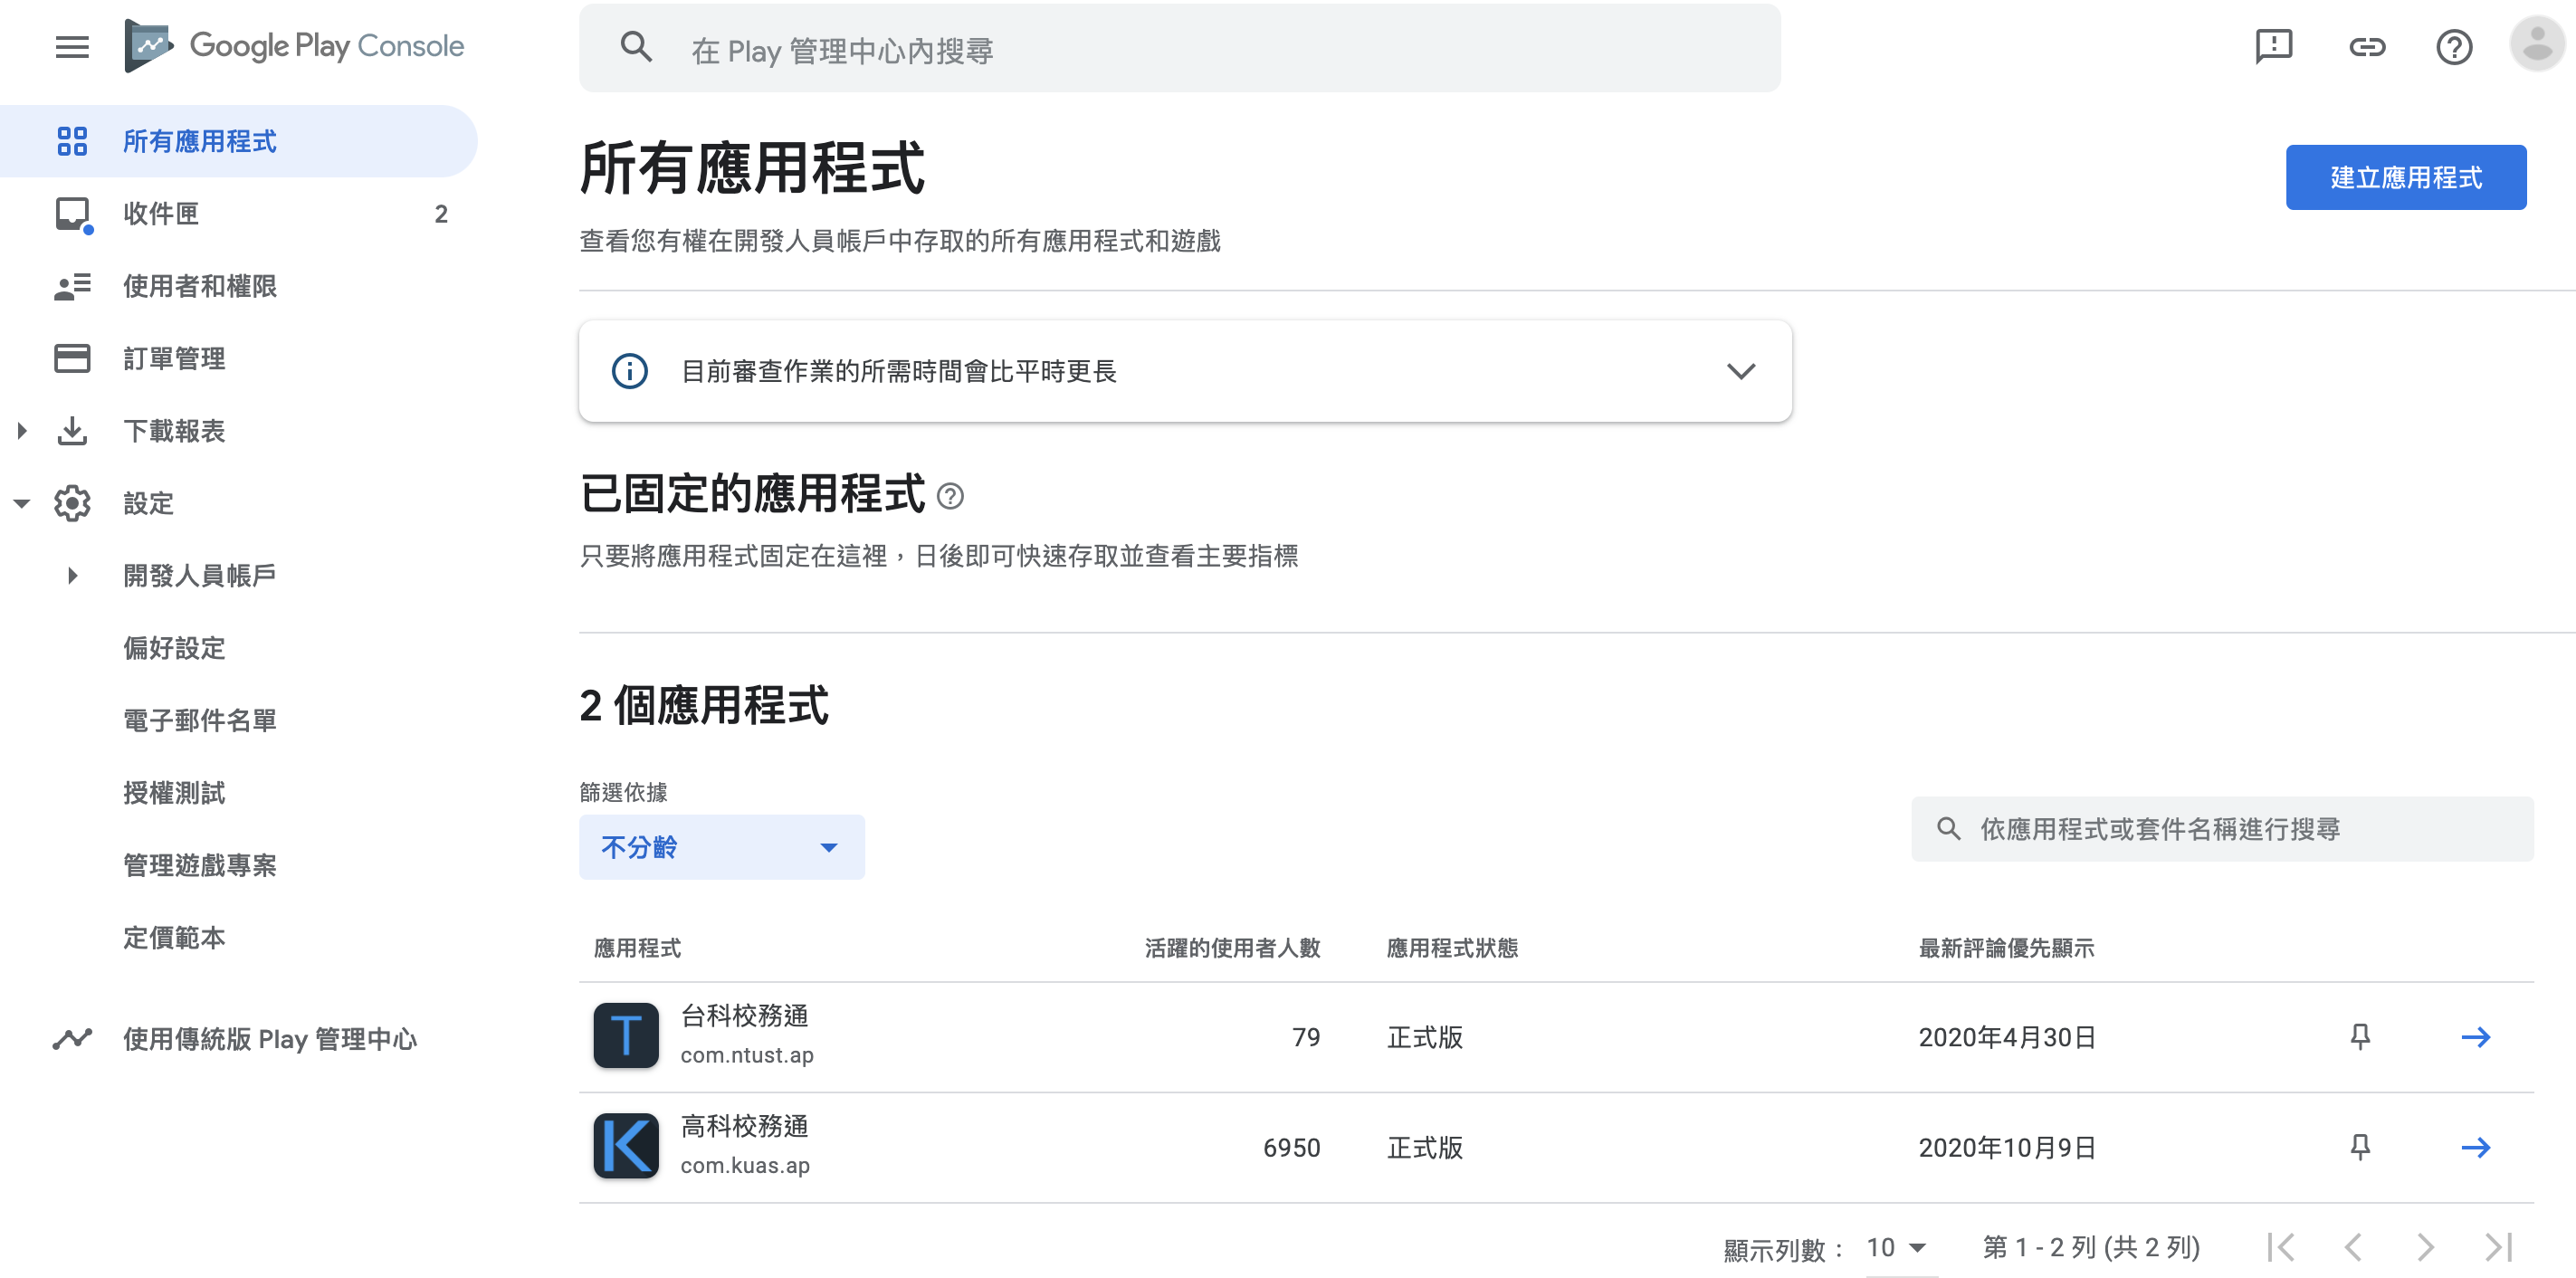 Google Play Console
在 Play 管理中心內搜尋
所有應用程式
收件匣 2
使用者和權限
訂單管理
下載報表
設定
開發人員帳戶
偏好設定
電子郵件名單
授權測試
管理遊戲專案
定價範本
使用傳統版 Play 管理中心
所有應用程式
建立應用程式
查看您有權在開發人員帳戶中存取的所有應用程式和遊戲
目前審查作業的所需時間會比平時更長
已固定的應用程式
只要將應用程式固定在這裡，日後即可快速存取並查看主要指標
2 個應用程式
篩選依據
不分齡
依應用程式或套件名稱進行搜尋
應用程式 活躍的使用者人數 應用程式狀態 最新評論優先顯示
T
台科校務通
com.ntust.ap
79 正式版 2020年4月30日
K
高科校務通
com.kuas.ap
6950 正式版 2020年10月9日
顯示列數： 10 第 1 - 2 列 (共 2 列)